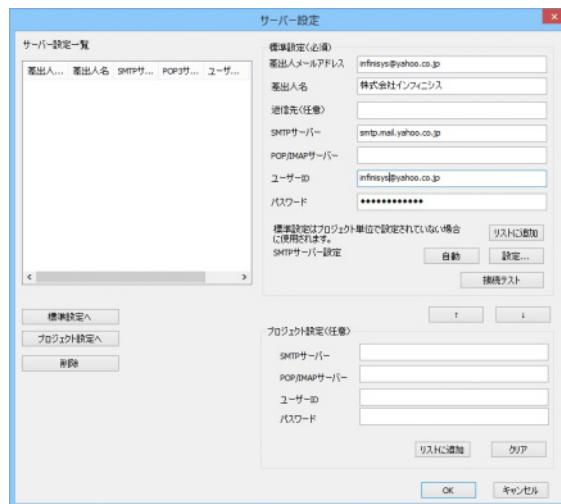 サーバー設定
サーバー設定一覧
差出人... 差出人名 SMTPサ... POP3サ... ユーザ...
標準設定へ
プロジェクト設定へ
削除
標準設定(必須)
差出人メールアドレス infinisys@yahoo.co.jp
差出人名 株式会社インフィニシス
返信先(任意)
SMTPサーバー smtp.mail.yahoo.co.jp
POP/IMAPサーバー
ユーザーID infinisys@yahoo.co.jp
パスワード ••••••••••••
標準設定はプロジェクト単位で設定されていない場合
に使用されます。
リストに追加
SMTPサーバー設定 自動 設定...
接続テスト
↑ ↓
プロジェクト設定(任意)
SMTPサーバー
POP/IMAPサーバー
ユーザーID
パスワード
リストに追加 クリア
OK キャンセル